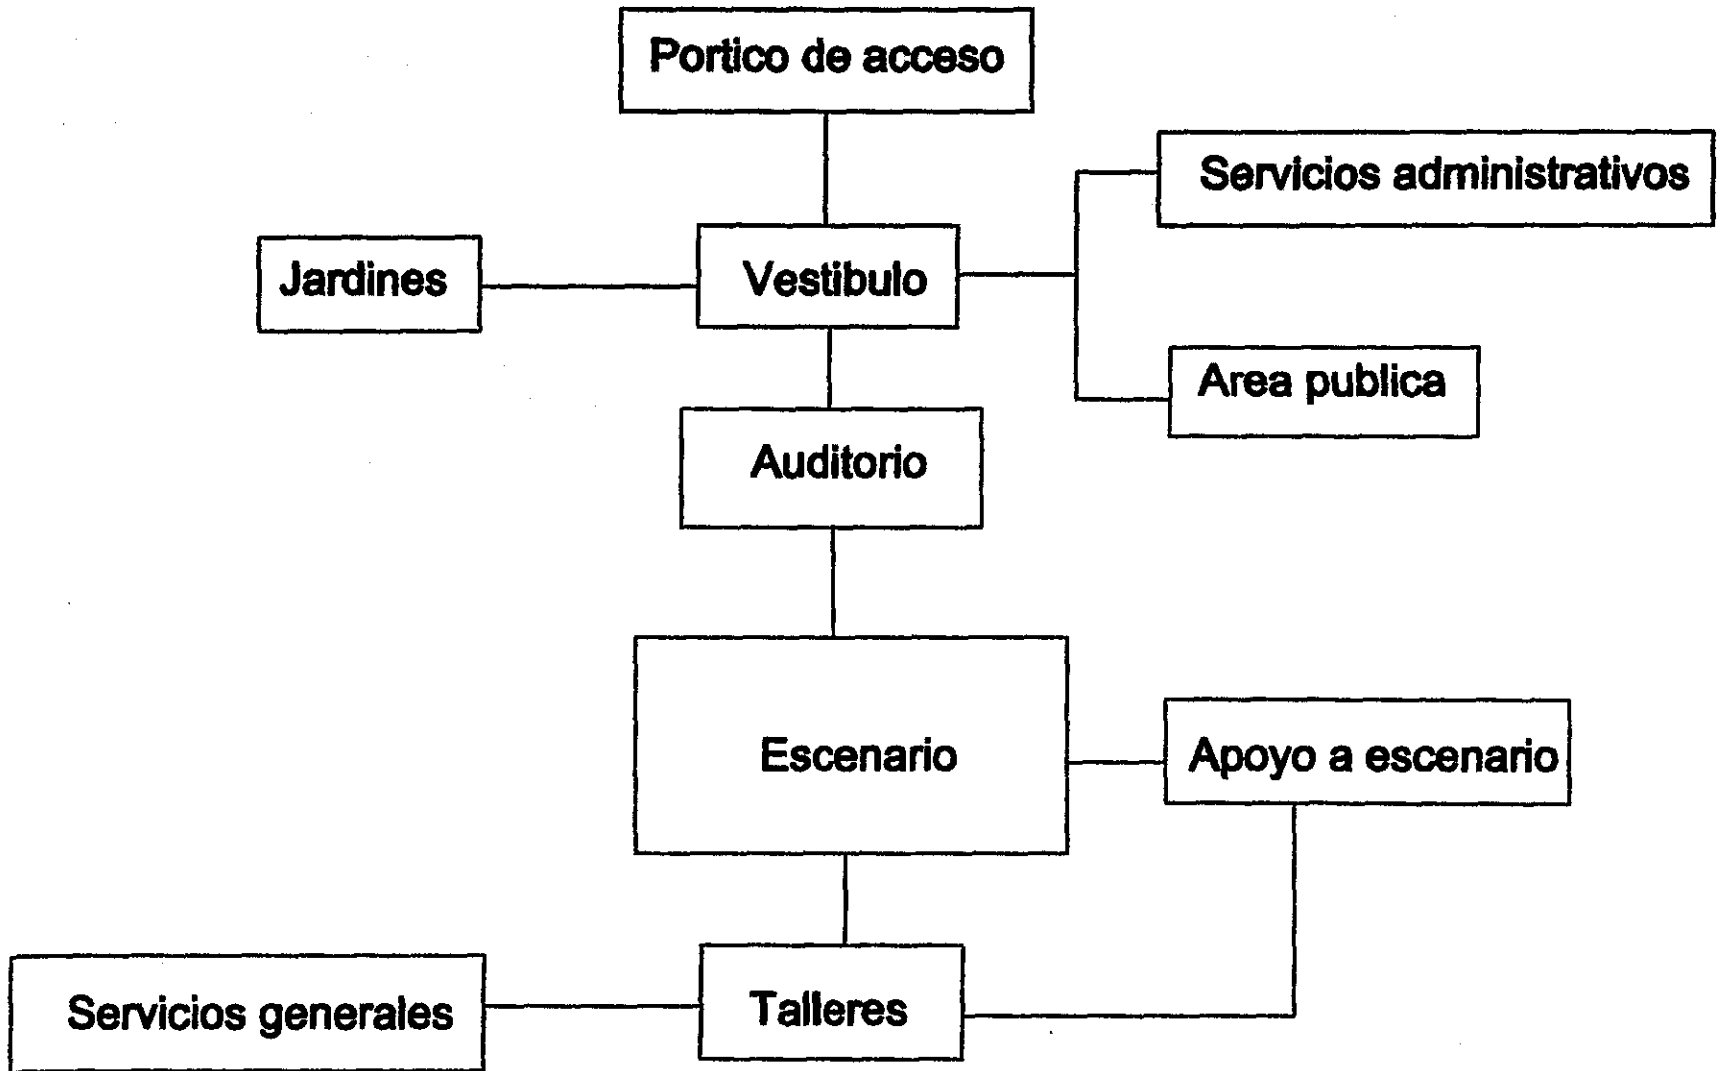 Portico de acceso
Servicios administrativos
Jardines
Vestibulo
Area publica
Auditorio
Escenario
Apoyo a escenario
Servicios generales
Talleres